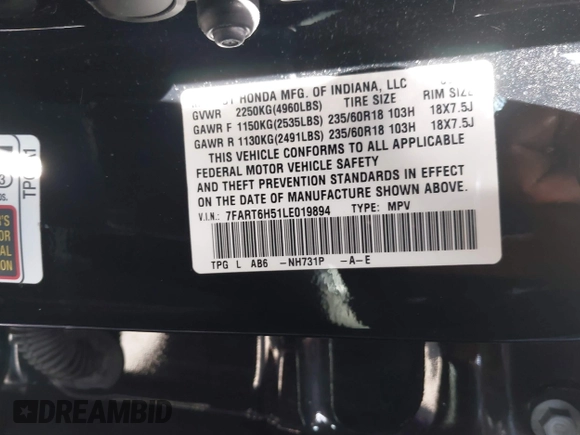 BY HONDA MFG. OF INDIANA, LLC
GVWR 2250KG(4960LBS) TIRE SIZE RIM SIZE
GAWR F 1150KG(2535LBS) 235/60R18 103H 18X7.5J
GAWR R 1130KG(2491LBS) 235/60R18 103H 18X7.5J
THIS VEHICLE CONFORMS TO ALL APPLICABLE
FEDERAL MOTOR VEHICLE SAFETY
AND THEFT PREVENTION STANDARDS IN EFFECT
ON THE DATE OF MANUFACTURE SHOWN ABOVE.
V.I.N.: 7FART6H51LE019894 TYPE: MPV
TPG L AB6 -NH731P -A-E
DREAMBID